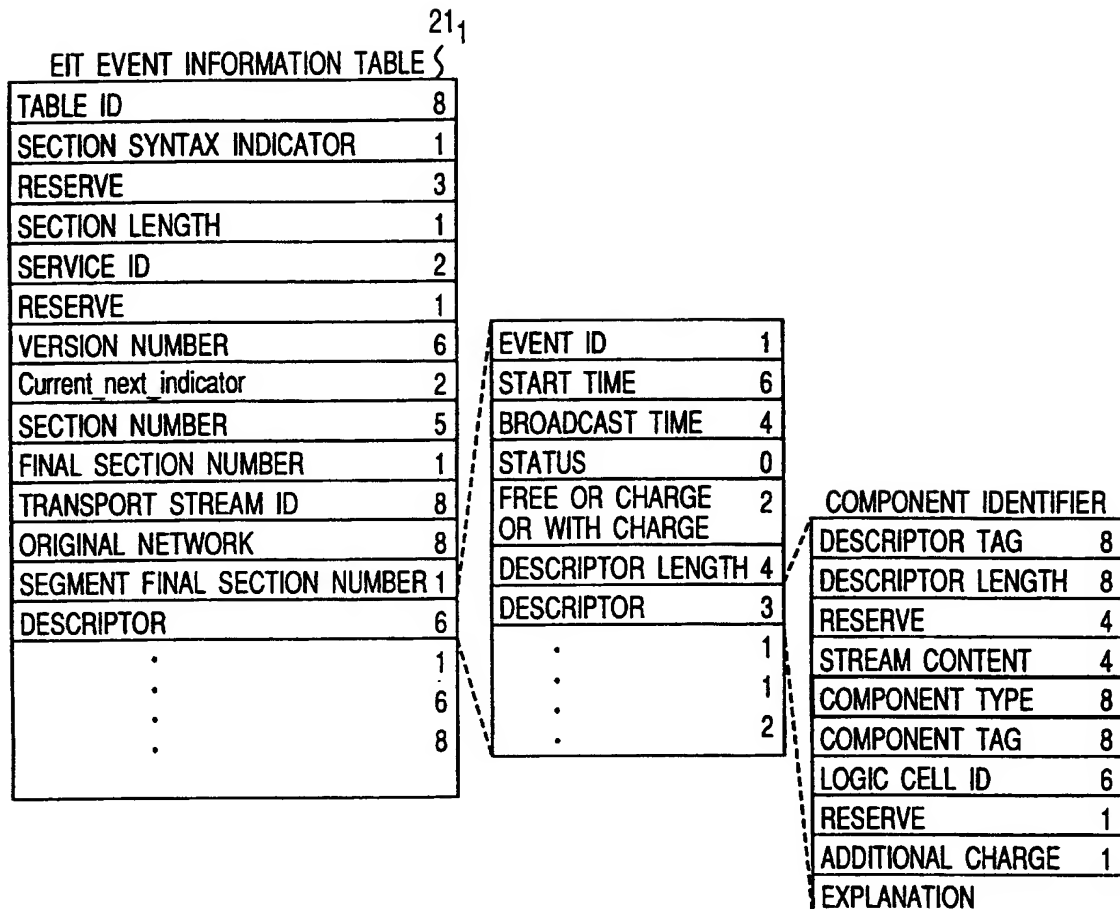 21₁
EIT EVENT INFORMATION TABLE
TABLE ID 8
SECTION SYNTAX INDICATOR 1
RESERVE 3
SECTION LENGTH 1
SERVICE ID 2
RESERVE 1
VERSION NUMBER 6
Current_next_indicator 2
SECTION NUMBER 5
FINAL SECTION NUMBER 1
TRANSPORT STREAM ID 8
ORIGINAL NETWORK 8
SEGMENT FINAL SECTION NUMBER 1
DESCRIPTOR 6
1
6
8
EVENT ID 1
START TIME 6
BROADCAST TIME 4
STATUS 0
FREE OR CHARGE 2
OR WITH CHARGE
DESCRIPTOR LENGTH 4
DESCRIPTOR 3
1
1
2
COMPONENT IDENTIFIER
DESCRIPTOR TAG 8
DESCRIPTOR LENGTH 8
RESERVE 4
STREAM CONTENT 4
COMPONENT TYPE 8
COMPONENT TAG 8
LOGIC CELL ID 6
RESERVE 1
ADDITIONAL CHARGE 1
EXPLANATION